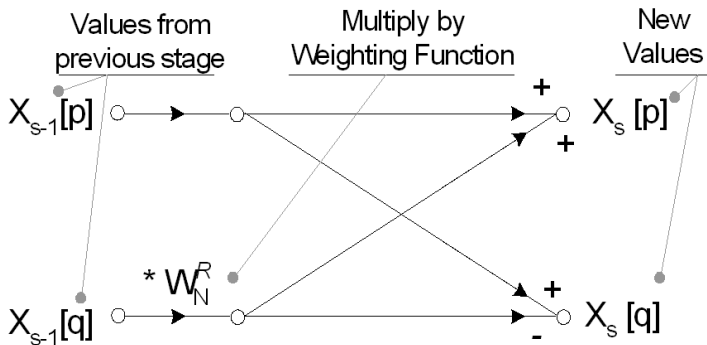 Values from
previous stage
Multiply by
Weighting Function
New
Values
X_{s-1}[p]
+
+
X_s [p]
* W_N^R
+
-
X_{s-1}[q]
X_s [q]